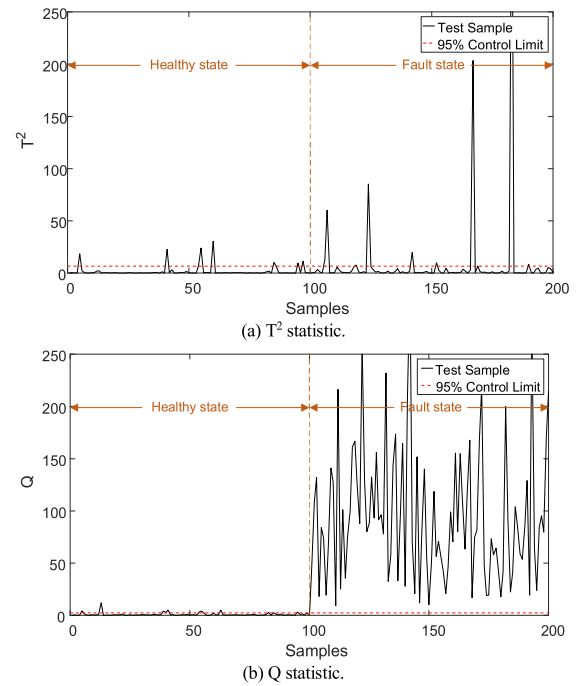 Test Sample
95% Control Limit
Healthy state
Fault state
250
200
150
100
50
0
T2
0
50
100
150
200
Samples
(a) T2 statistic.
Test Sample
95% Control Limit
Healthy state
Fault state
250
200
150
100
50
0
Q
0
50
100
150
200
Samples
(b) Q statistic.